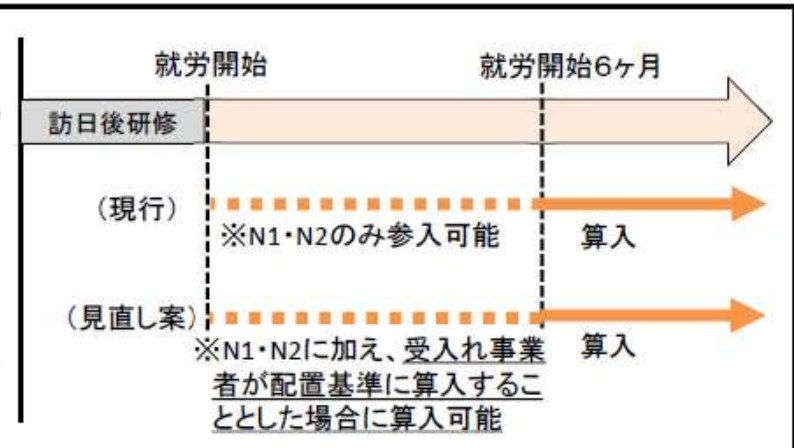 就労開始
就労開始6ヶ月
訪日後研修
(現行)
※N1・N2のみ参入可能
算入
(見直し案)
※N1・N2に加え、受入れ事業
者が配置基準に算入するこ
ととした場合に算入可能
算入